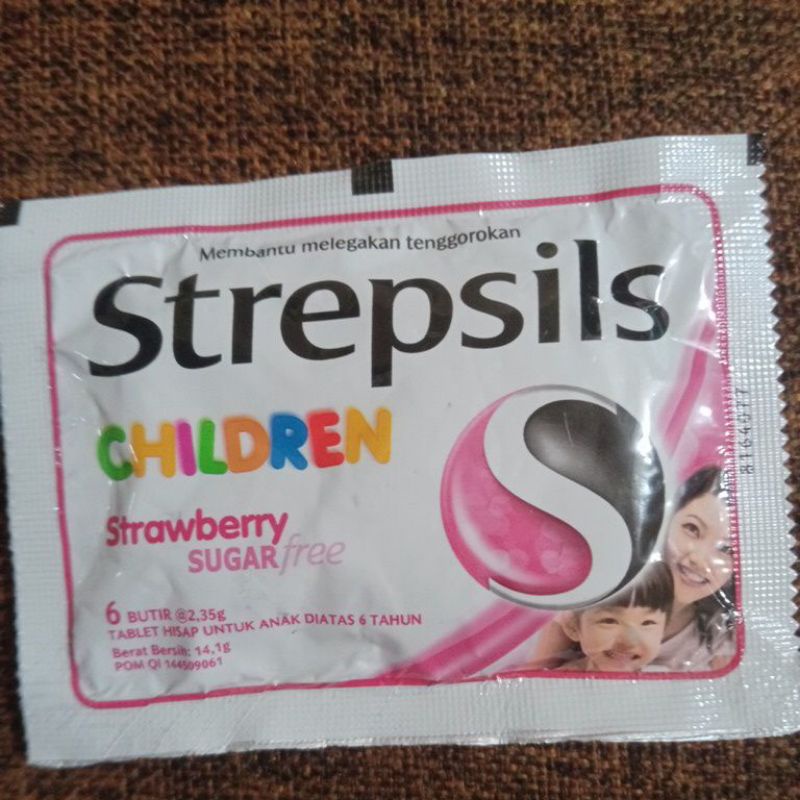 Membantu melegakan tenggorokan
Strepsils
CHILDREN
Strawberry
SUGAR free
6 BUTIR @2,35g
TABLET HISAP UNTUK ANAK DIATAS 6 TAHUN
Berat Bersih: 14,1g
POM QI 144509061
8164077